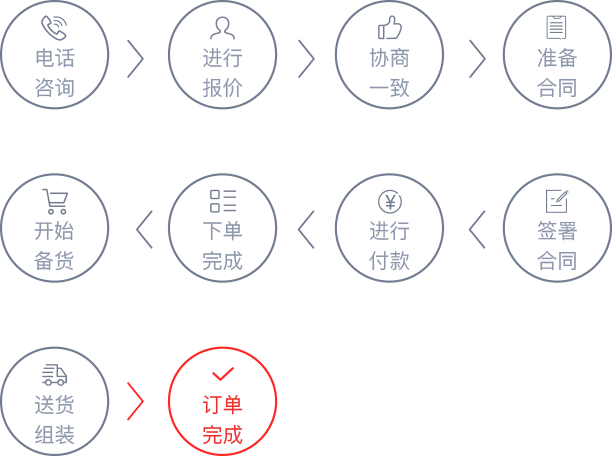 电话
咨询
进行
报价
协商
一致
准备
合同
签署
合同
进行
付款
下单
完成
开始
备货
送货
组装
订单
完成